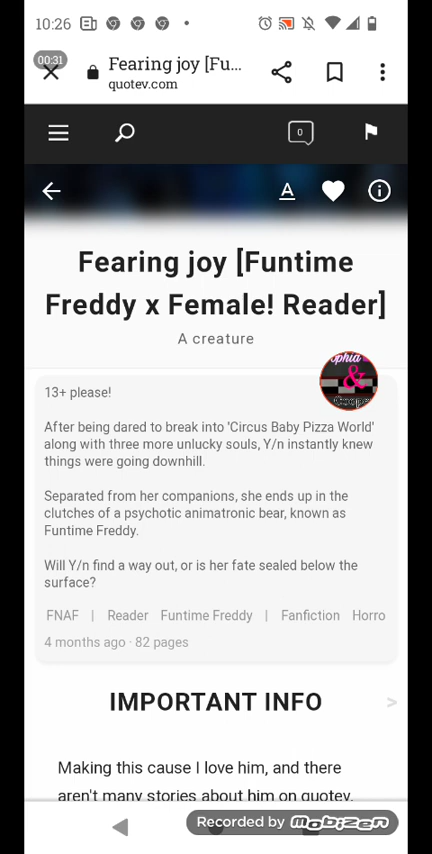 10:26
00:31
Fearing joy [Fu...
quotev.com
0
A
Fearing joy [Funtime
Freddy x Female! Reader]
A creature
ophia
&
13+ please!
After being dared to break into 'Circus Baby Pizza World'
along with three more unlucky souls, Y/n instantly knew
things were going downhill.
Separated from her companions, she ends up in the
clutches of a psychotic animatronic bear, known as
Funtime Freddy.
Will Y/n find a way out, or is her fate sealed below the
surface?
FNAF | Reader Funtime Freddy | Fanfiction Horro
4 months ago · 82 pages
IMPORTANT INFO >
Making this cause I love him, and there
aren't many stories about him on quotev.
Recorded by Mobizen